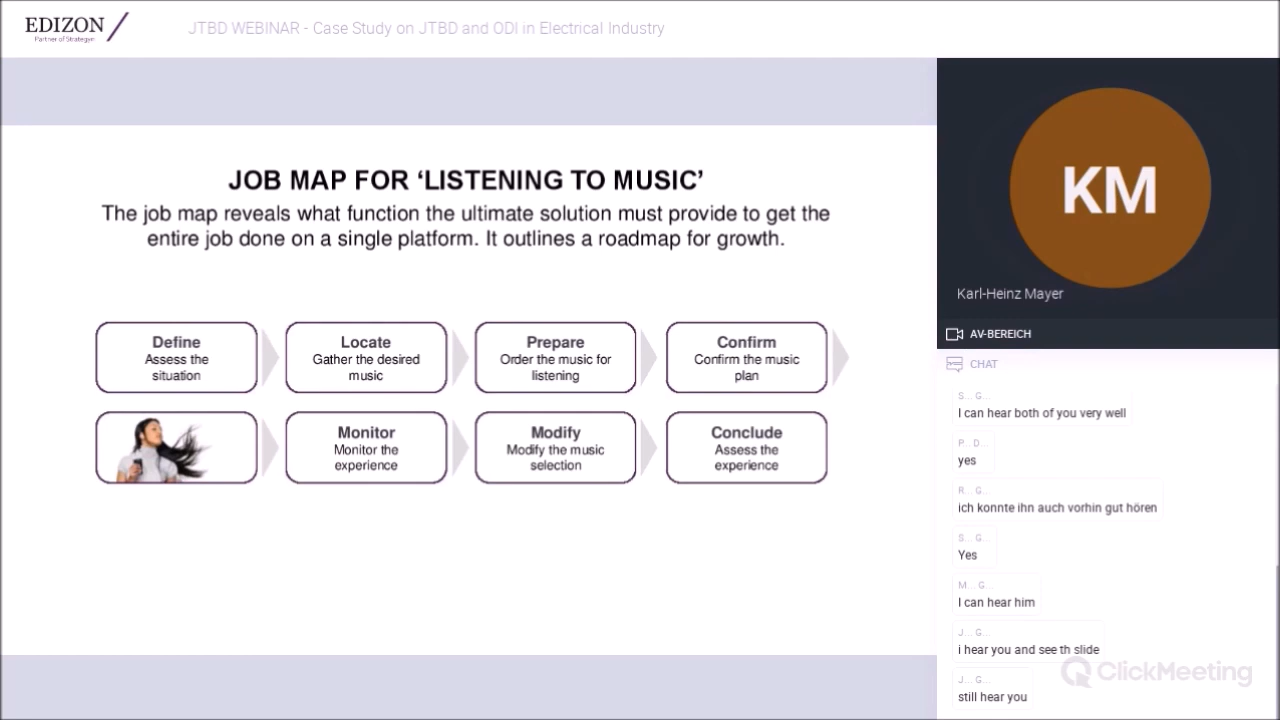 EDIZON
Partner of Strategyn
JTBD WEBINAR - Case Study on JTBD and ODI in Electrical Industry
JOB MAP FOR ‘LISTENING TO MUSIC’
The job map reveals what function the ultimate solution must provide to get the
entire job done on a single platform. It outlines a roadmap for growth.
Define
Assess the
situation
Locate
Gather the desired
music
Prepare
Order the music for
listening
Confirm
Confirm the music
plan
Monitor
Monitor the
experience
Modify
Modify the music
selection
Conclude
Assess the
experience
KM
Karl-Heinz Mayer
AV-BEREICH
CHAT
S... G...
I can hear both of you very well
P... D...
yes
R... G...
ich konnte ihn auch vorhin gut hören
S... G...
Yes
M... G...
I can hear him
J... G...
i hear you and see th slide
J... G...
still hear you
ClickMeeting